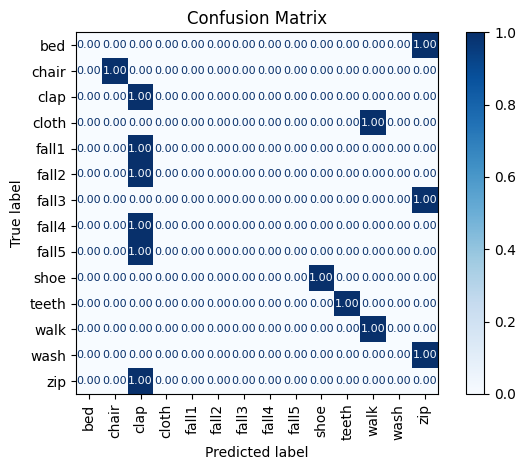 Confusion Matrix
True label
bed 0.00 0.00 0.00 0.00 0.00 0.00 0.00 0.00 0.00 0.00 0.00 0.00 0.00 1.00
chair 0.00 1.00 0.00 0.00 0.00 0.00 0.00 0.00 0.00 0.00 0.00 0.00 0.00 0.00
clap 0.00 0.00 1.00 0.00 0.00 0.00 0.00 0.00 0.00 0.00 0.00 0.00 0.00 0.00
cloth 0.00 0.00 0.00 0.00 0.00 0.00 0.00 0.00 0.00 0.00 0.00 1.00 0.00 0.00
fall1 0.00 0.00 1.00 0.00 0.00 0.00 0.00 0.00 0.00 0.00 0.00 0.00 0.00 0.00
fall2 0.00 0.00 1.00 0.00 0.00 0.00 0.00 0.00 0.00 0.00 0.00 0.00 0.00 0.00
fall3 0.00 0.00 0.00 0.00 0.00 0.00 0.00 0.00 0.00 0.00 0.00 0.00 0.00 1.00
fall4 0.00 0.00 1.00 0.00 0.00 0.00 0.00 0.00 0.00 0.00 0.00 0.00 0.00 0.00
fall5 0.00 0.00 1.00 0.00 0.00 0.00 0.00 0.00 0.00 0.00 0.00 0.00 0.00 0.00
shoe 0.00 0.00 0.00 0.00 0.00 0.00 0.00 0.00 0.00 1.00 0.00 0.00 0.00 0.00
teeth 0.00 0.00 0.00 0.00 0.00 0.00 0.00 0.00 0.00 0.00 1.00 0.00 0.00 0.00
walk 0.00 0.00 0.00 0.00 0.00 0.00 0.00 0.00 0.00 0.00 0.00 1.00 0.00 0.00
wash 0.00 0.00 0.00 0.00 0.00 0.00 0.00 0.00 0.00 0.00 0.00 0.00 0.00 1.00
zip 0.00 0.00 1.00 0.00 0.00 0.00 0.00 0.00 0.00 0.00 0.00 0.00 0.00 0.00
bed chair clap cloth fall1 fall2 fall3 fall4 fall5 shoe teeth walk wash zip
Predicted label
1.0
0.8
0.6
0.4
0.2
0.0